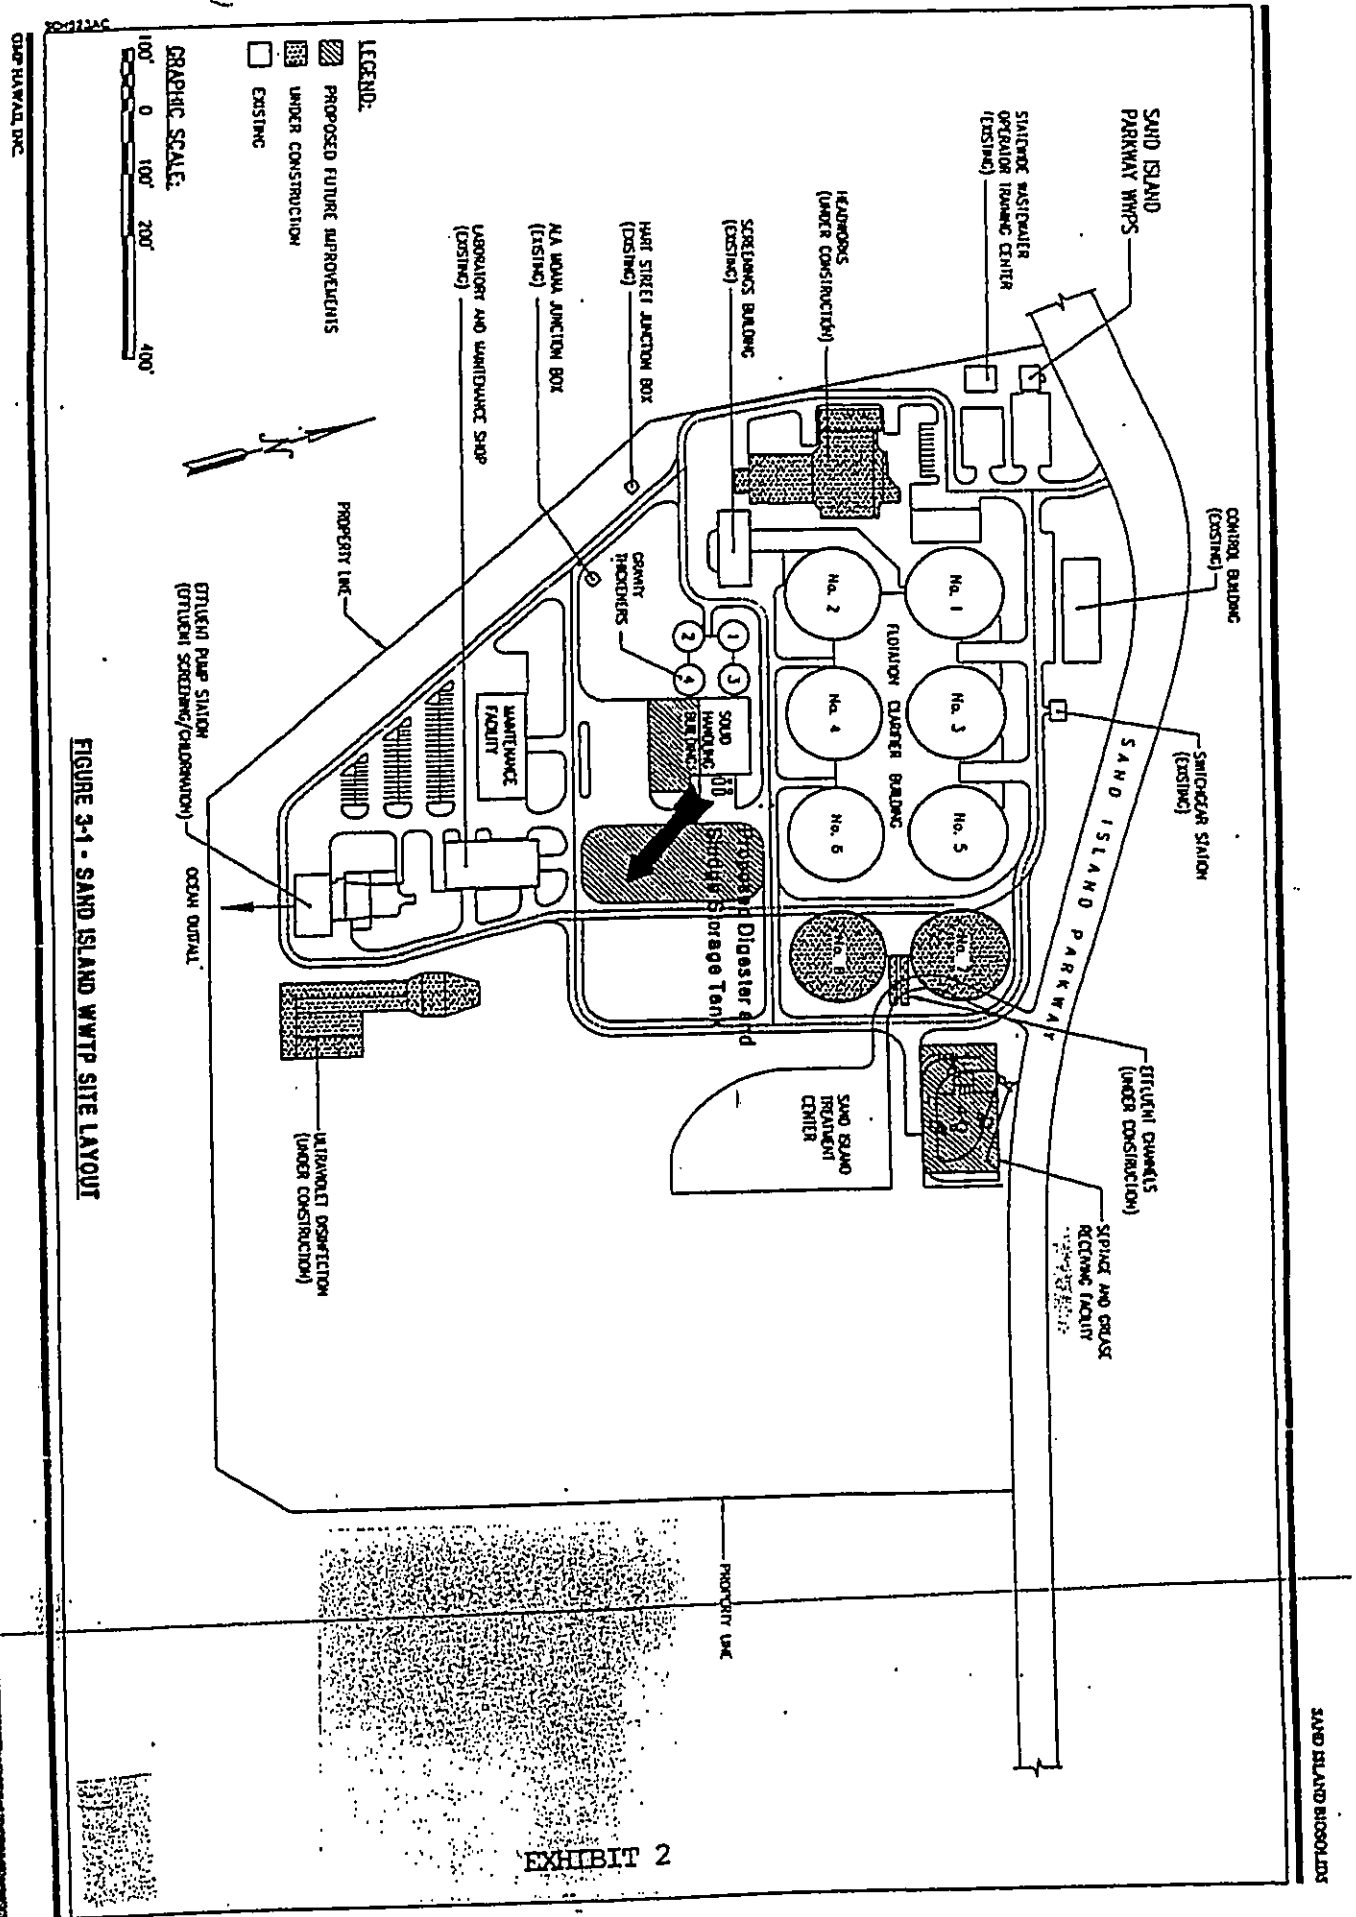 SAND ISLAND BIOSOLIDS
SAND ISLAND
PARKWAY WWPS
STATEWIDE WASTEWATER
OPERATOR TRAINING CENTER
(EXISTING)
HEADWORKS
(UNDER CONSTRUCTION)
SCREENINGS BUILDING
(EXISTING)
HART STREET JUNCTION BOX
(EXISTING)
ALA MOANA JUNCTION BOX
(EXISTING)
LABORATORY AND MAINTENANCE SHOP
(EXISTING)
CONTROL BUILDING
(EXISTING)
SWITCHGEAR STATION
(EXISTING)
SAND ISLAND PARKWAY
EFFLUENT CHANNELS
(UNDER CONSTRUCTION)
SEPTAGE AND GREASE
RECEIVING FACILITY
No. 1
No. 3
No. 5
No. 7
FLOTATION CLARIFIER BUILDING
No. 2
No. 4
No. 6
No. 8
SAND ISLAND
TREATMENT
CENTER
1
3
2
4
GRAVITY
THICKENERS
SOLID
HANDLING
BUILDINGS
Proposed Digester and
Sludge Storage Tank
MAINTENANCE
FACILITY
PROPERTY LINE
PROPERTY LINE
EFFLUENT PUMP STATION
(EFFLUENT SCREENING/CHLORINATION)
OCEAN OUTFALL
ULTRAVIOLET DISINFECTION
(UNDER CONSTRUCTION)
LEGEND:
PROPOSED FUTURE IMPROVEMENTS
UNDER CONSTRUCTION
EXISTING
GRAPHIC SCALE:
100' 0 100' 200' 400'
FIGURE 3-1 - SAND ISLAND WWTP SITE LAYOUT
GMP HAWAII, INC.
EXHIBIT 2